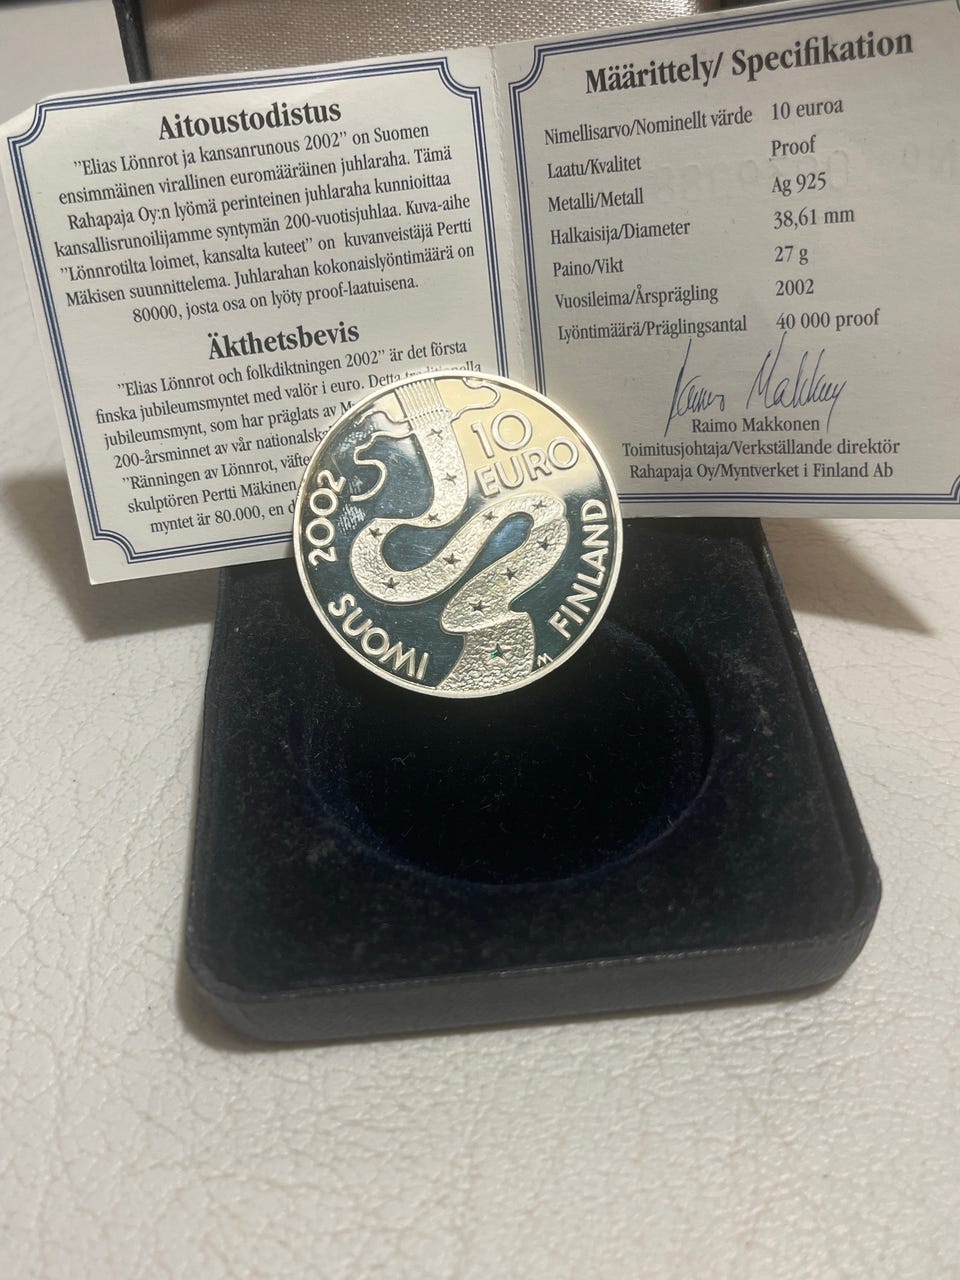 Aitoustodistus
"Elias Lönnrot ja kansanrunous 2002" on Suomen
ensimmäinen virallinen euromääräinen juhlaraha. Tämä
Rahapaja Oy:n lyömä perinteinen juhlaraha kunnioittaa
kansallisrunoilijamme syntymän 200-vuotisjuhlaa. Kuva-aihe
"Lönnrotilta loimet, kansalta kuteet" on kuvanveistäjä Pertti
Mäkisen suunnittelema. Juhlarahan kokonaislyöntimäärä on
80000, josta osa on lyöty proof-laatuisena.
Äkthetsbevis
"Elias Lönnrot och folkdiktningen 2002" är det första
finska jubileumsmyntet med valör i euro. Detta
jubileumsmynt, som har präglats av
200-årsminnet av vår nationalska
"Ränningen av Lönnrot, väfte
skulptören Pertti Mäkinen
myntet är 80.000, en d
Määrittely/ Specifikation
Nimellisarvo/Nominellt värde 10 euroa
Laatu/Kvalitet Proof
Metalli/Metall Ag 925
Halkaisija/Diameter 38,61 mm
Paino/Vikt 27 g
Vuosileima/Årsprägling 2002
Lyöntimäärä/Präglingsantal 40 000 proof
Raimo Makkonen
Raimo Makkonen
Toimitusjohtaja/Verkställande direktör
Rahapaja Oy/Myntverket i Finland Ab
10
EURO
2002
SUOMI
FINLAND
M